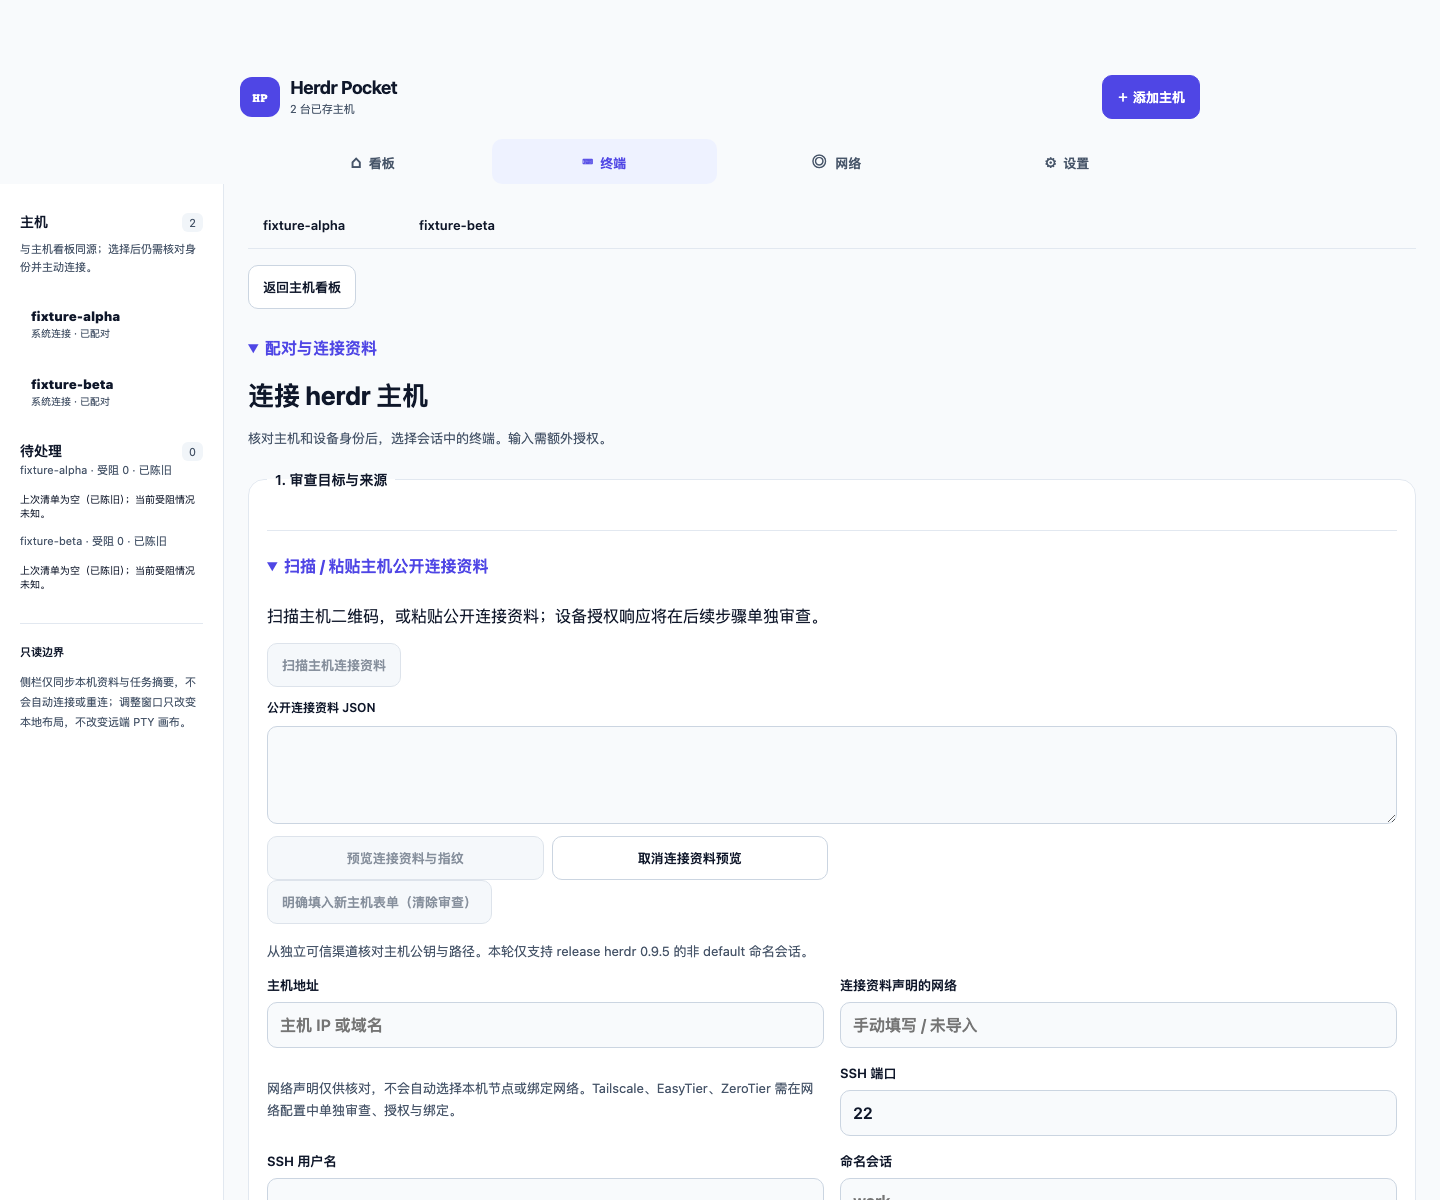 HP
Herdr Pocket
2 台已存主机
+ 添加主机
看板
终端
网络
设置
主机 2
与主机看板同源；选择后仍需核对身
份并主动连接。
fixture-alpha
系统连接 · 已配对
fixture-beta
系统连接 · 已配对
待处理 0
fixture-alpha · 受阻 0 · 已陈旧
上次清单为空（已陈旧）；当前受阻情况
未知。
fixture-beta · 受阻 0 · 已陈旧
上次清单为空（已陈旧）；当前受阻情况
未知。
只读边界
侧栏仅同步本机资料与任务摘要，不
会自动连接或重连；调整窗口只改变
本地布局，不改变远端 PTY 画布。
fixture-alpha
fixture-beta
返回主机看板
▼ 配对与连接资料
连接 herdr 主机
核对主机和设备身份后，选择会话中的终端。输入需额外授权。
1. 审查目标与来源
▼ 扫描 / 粘贴主机公开连接资料
扫描主机二维码，或粘贴公开连接资料；设备授权响应将在后续步骤单独审查。
扫描主机连接资料
公开连接资料 JSON
预览连接资料与指纹
取消连接资料预览
明确填入新主机表单（清除审查）
从独立可信渠道核对主机公钥与路径。本轮仅支持 release herdr 0.9.5 的非 default 命名会话。
主机地址
主机 IP 或域名
连接资料声明的网络
手动填写 / 未导入
网络声明仅供核对，不会自动选择本机节点或绑定网络。Tailscale、EasyTier、ZeroTier 需在网
络配置中单独审查、授权与绑定。
SSH 端口
22
SSH 用户名
命名会话
work